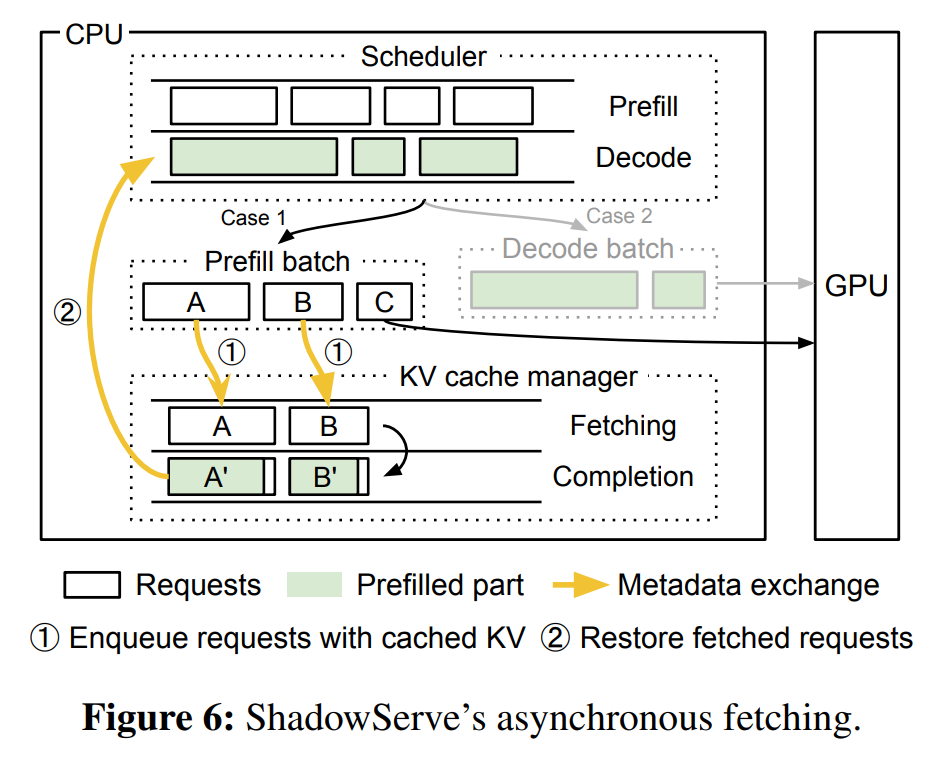 CPU
Scheduler
Prefill
Decode
Case 1
Case 2
Prefill batch
Decode batch
A
B
C
GPU
②
①
①
KV cache manager
A
B
Fetching
A'
B'
Completion
Requests
Prefilled part
Metadata exchange
① Enqueue requests with cached KV
② Restore fetched requests
Figure 6: ShadowServe's asynchronous fetching.